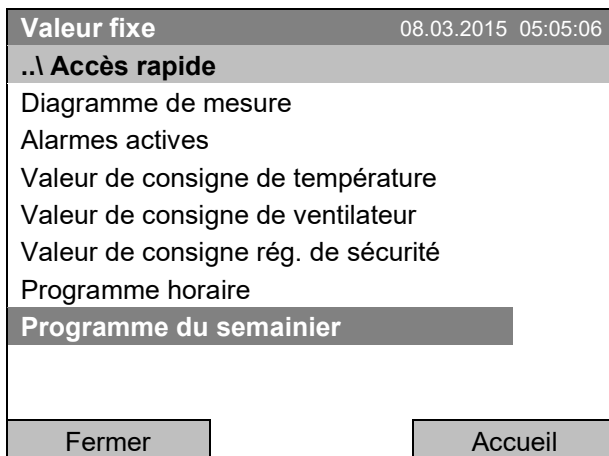 Valeur fixe 08.03.2015 05:05:06
..\ Accès rapide
Diagramme de mesure
Alarmes actives
Valeur de consigne de température
Valeur de consigne de ventilateur
Valeur de consigne rég. de sécurité
Programme horaire
Programme du semainier
Fermer Accueil